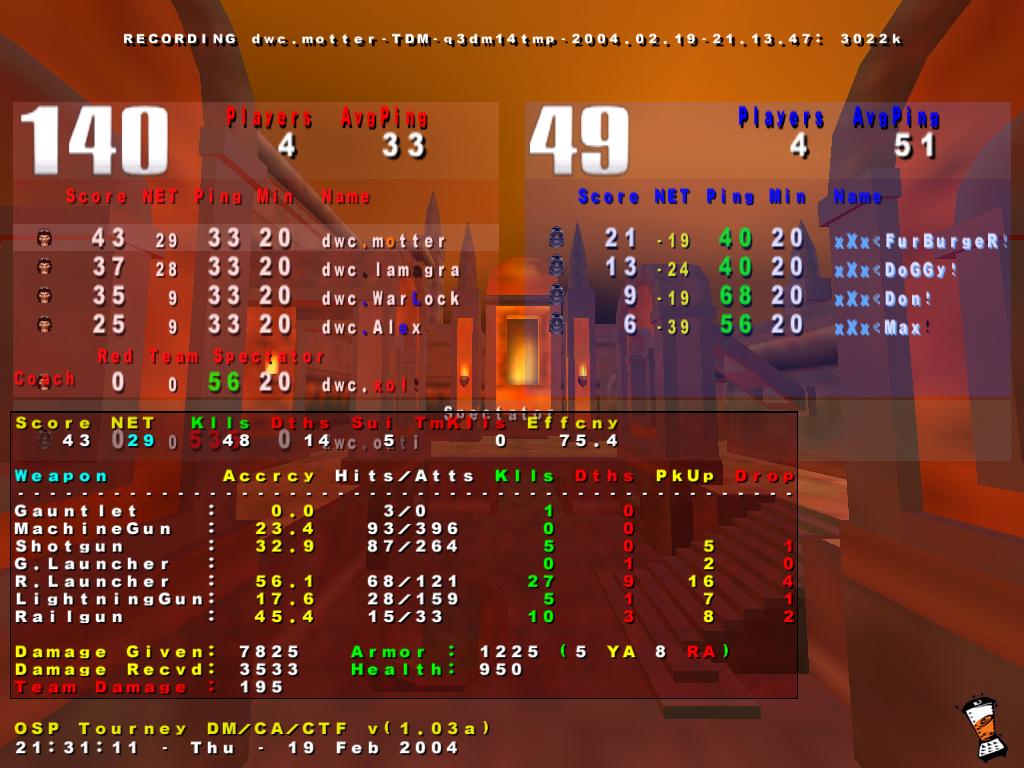 RECORDING dwc.motter-TDM-q3dm14tmp-2004.02.19-21.13.47: 3022k
140 Players AvgPing
4 33
49 Players AvgPing
4 51
Score NET Ping Min Name
43 29 33 20 dwc.motter
37 28 33 20 dwc.lamagra
35 9 33 20 dwc.WarLock
25 9 33 20 dwc.Alex
Red Team Spectator
Coach 0 0 56 20 dwc.xol!
Score NET Ping Min Name
21 -19 40 20 xXx<FurBurgeR!
13 -24 40 20 xXx<DoGGy!
9 -19 68 20 xXx<Don!
6 -39 56 20 xXx<Max!
Spectator
Score NET Klls Dths Sui TmKlls Effcny
43 29 48 14 5 0 75.4
Weapon Accrcy Hits/Atts Klls Dths PkUp Drop
Gauntlet : 0.0 3/0 1 0
MachineGun : 23.4 93/396 0 0
Shotgun : 32.9 87/264 5 0 5 1
G.Launcher : 0 1 2 0
R.Launcher : 56.1 68/121 27 9 16 4
LightningGun: 17.6 28/159 5 1 7 1
Railgun : 45.4 15/33 10 3 8 2
Damage Given: 7825 Armor : 1225 (5 YA 8 RA)
Damage Recvd: 3533 Health: 950
Team Damage : 195
OSP Tourney DM/CA/CTF v(1.03a)
21:31:11 - Thu - 19 Feb 2004